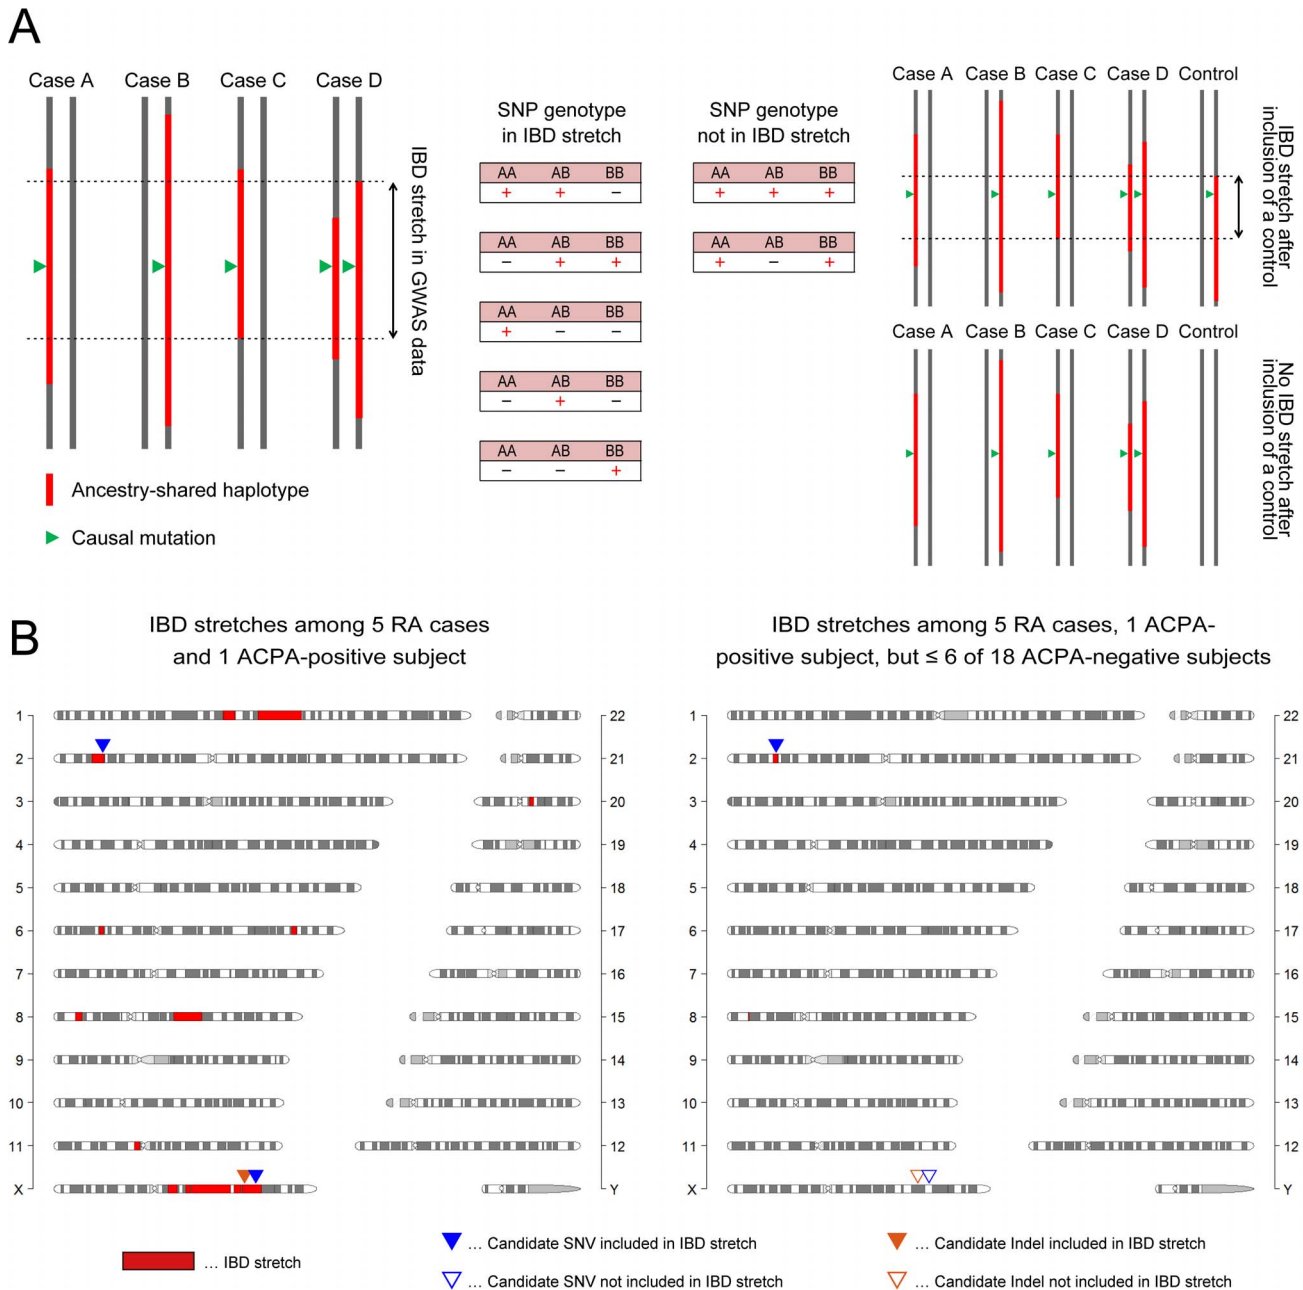 A
Case A
Case B
Case C
Case D
IBD stretch in GWAS data
Ancestry-shared haplotype
Causal mutation
SNP genotype
in IBD stretch
AA AB BB
+ + −
AA AB BB
− + +
AA AB BB
+ − −
AA AB BB
− + −
AA AB BB
− − +
SNP genotype
not in IBD stretch
AA AB BB
+ + +
AA AB BB
+ − +
Case A Case B Case C Case D Control
IBD stretch after
inclusion of a control
Case A Case B Case C Case D Control
No IBD stretch after
inclusion of a control
B
IBD stretches among 5 RA cases
and 1 ACPA-positive subject
1 22
2 21
3 20
4 19
5 18
6 17
7 16
8 15
9 14
10 13
11 12
X Y
IBD stretches among 5 RA cases, 1 ACPA-
positive subject, but ≤ 6 of 18 ACPA-negative subjects
1 22
2 21
3 20
4 19
5 18
6 17
7 16
8 15
9 14
10 13
11 12
X Y
... IBD stretch
... Candidate SNV included in IBD stretch
... Candidate SNV not included in IBD stretch
... Candidate Indel included in IBD stretch
... Candidate Indel not included in IBD stretch